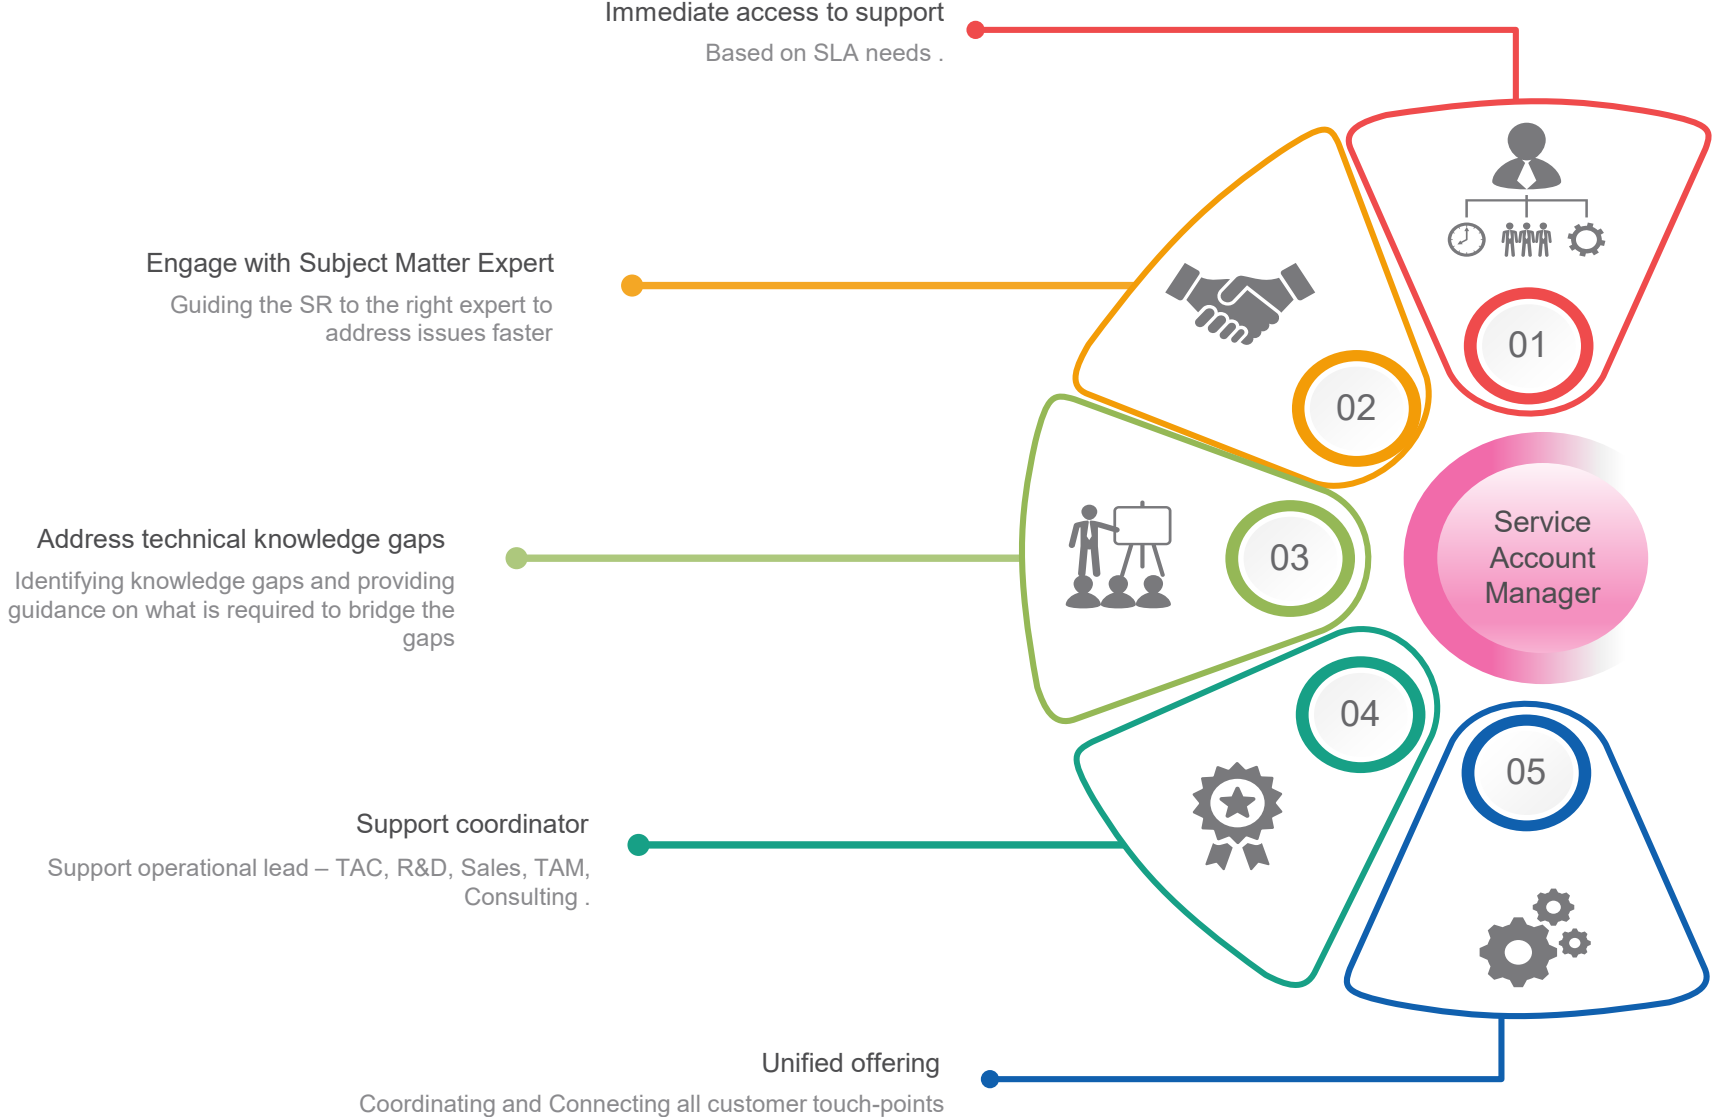 Immediate access to support
Based on SLA needs .
01
Engage with Subject Matter Expert
Guiding the SR to the right expert to
address issues faster
02
Address technical knowledge gaps
Identifying knowledge gaps and providing
guidance on what is required to bridge the
gaps
03
Service
Account
Manager
Support coordinator
Support operational lead – TAC, R&D, Sales, TAM,
Consulting .
04
05
Unified offering
Coordinating and Connecting all customer touch-points